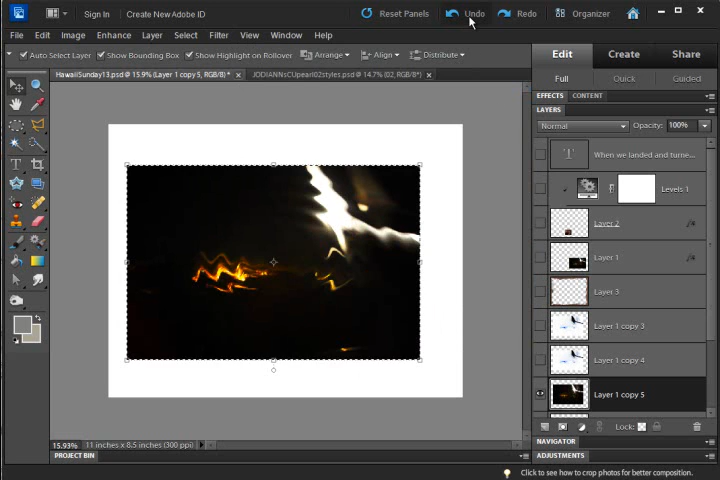 Sign In Create New Adobe ID Reset Panels Undo Redo Organizer
File Edit Image Enhance Layer Select Filter View Window Help
Auto Select Layer Show Bounding Box Show Highlight on Rollover Arrange Align Distribute
Edit Create Share
HawaiiSunday13.psd @ 15.9% (Layer 1 copy 5, RGB/8) * × JODIANNsCUpearl02styles.psd @ 14.7% (02, RGB/8*) ×
Full Quick Guided
EFFECTS CONTENT
LAYERS
Normal Opacity: 100%
T When we landed and turne...
Levels 1
Layer 2 fx
Layer 1 fx
Layer 3
Layer 1 copy 3
Layer 1 copy 4
Layer 1 copy 5
Lock:
15.93% 11 inches x 8.5 inches (300 ppi)
NAVIGATOR
PROJECT BIN
ADJUSTMENTS
Click to see how to crop photos for better composition.